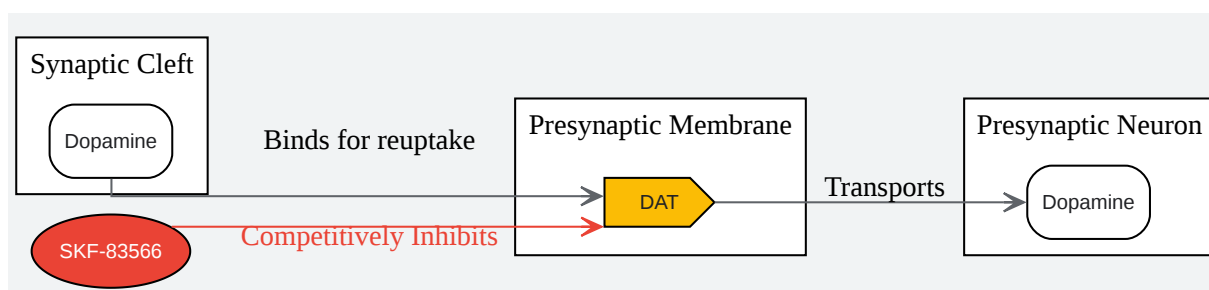 Synaptic Cleft
Dopamine
Binds for reuptake
SKF-83566
Competitively Inhibits
Presynaptic Membrane
DAT
Transports
Presynaptic Neuron
Dopamine